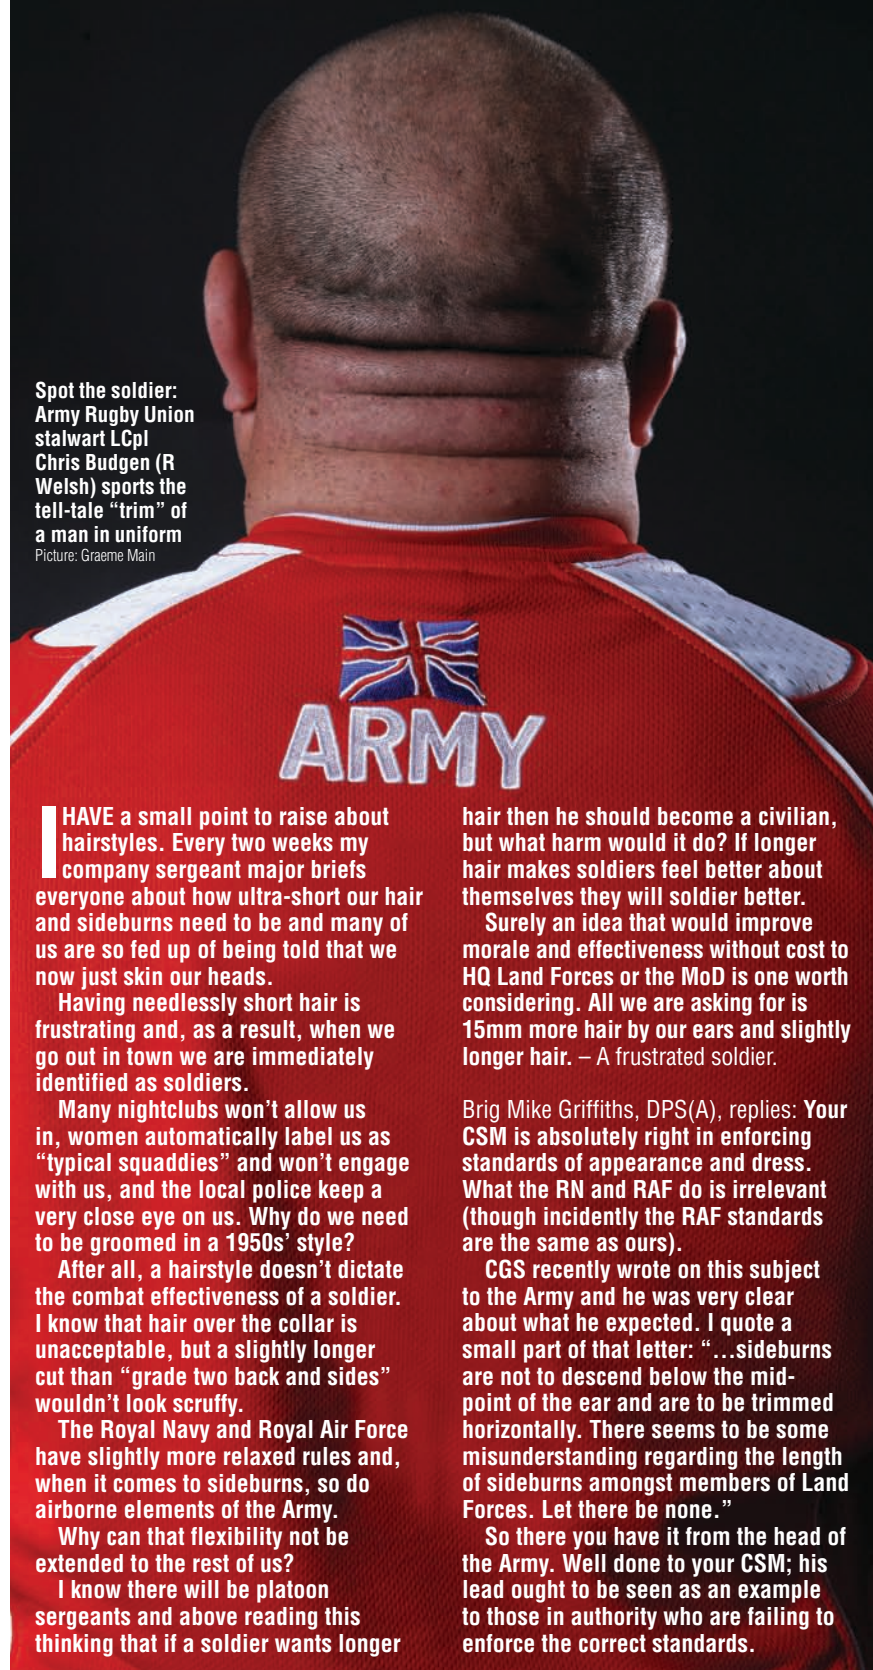 Spot the soldier:
Army Rugby Union
stalwart LCpl
Chris Budgen (R
Welsh) sports the
tell-tale “trim” of
a man in uniform
Picture: Graeme Main
ARMY
I HAVE a small point to raise about
hairstyles. Every two weeks my
company sergeant major briefs
everyone about how ultra-short our hair
and sideburns need to be and many of
us are so fed up of being told that we
now just skin our heads.
Having needlessly short hair is
frustrating and, as a result, when we
go out in town we are immediately
identified as soldiers.
Many nightclubs won’t allow us
in, women automatically label us as
“typical squaddies” and won’t engage
with us, and the local police keep a
very close eye on us. Why do we need
to be groomed in a 1950s’ style?
After all, a hairstyle doesn’t dictate
the combat effectiveness of a soldier.
I know that hair over the collar is
unacceptable, but a slightly longer
cut than “grade two back and sides”
wouldn’t look scruffy.
The Royal Navy and Royal Air Force
have slightly more relaxed rules and,
when it comes to sideburns, so do
airborne elements of the Army.
Why can that flexibility not be
extended to the rest of us?
I know there will be platoon
sergeants and above reading this
thinking that if a soldier wants longer
hair then he should become a civilian,
but what harm would it do? If longer
hair makes soldiers feel better about
themselves they will soldier better.
Surely an idea that would improve
morale and effectiveness without cost to
HQ Land Forces or the MoD is one worth
considering. All we are asking for is
15mm more hair by our ears and slightly
longer hair. – A frustrated soldier.
Brig Mike Griffiths, DPS(A), replies: Your
CSM is absolutely right in enforcing
standards of appearance and dress.
What the RN and RAF do is irrelevant
(though incidently the RAF standards
are the same as ours).
CGS recently wrote on this subject
to the Army and he was very clear
about what he expected. I quote a
small part of that letter: “...sideburns
are not to descend below the mid-
point of the ear and are to be trimmed
horizontally. There seems to be some
misunderstanding regarding the length
of sideburns amongst members of Land
Forces. Let there be none.”
So there you have it from the head of
the Army. Well done to your CSM; his
lead ought to be seen as an example
to those in authority who are failing to
enforce the correct standards.